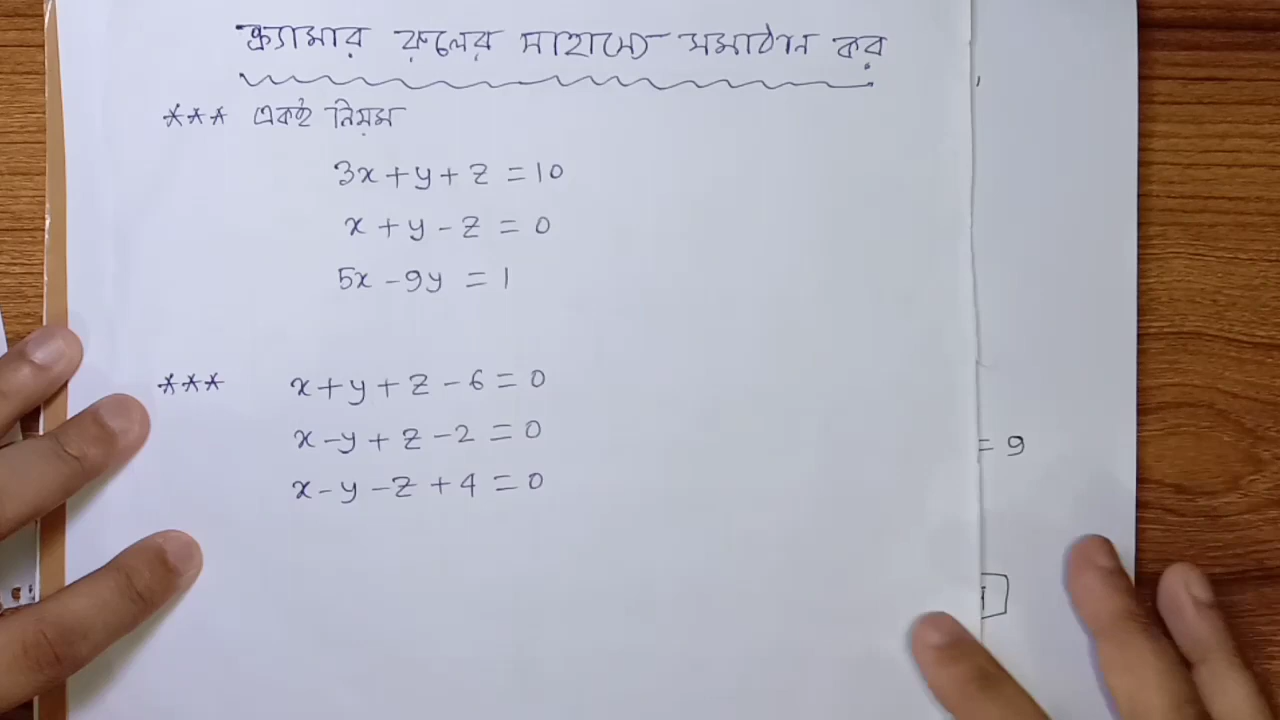 ক্র্যামার রুলের সাহায্যে সমাধান কর
*** একই নিয়ম
3x + y + z = 10
x + y - z = 0
5x - 9y = 1
*** x + y + z - 6 = 0
x - y + z - 2 = 0
x - y - z + 4 = 0
= 9